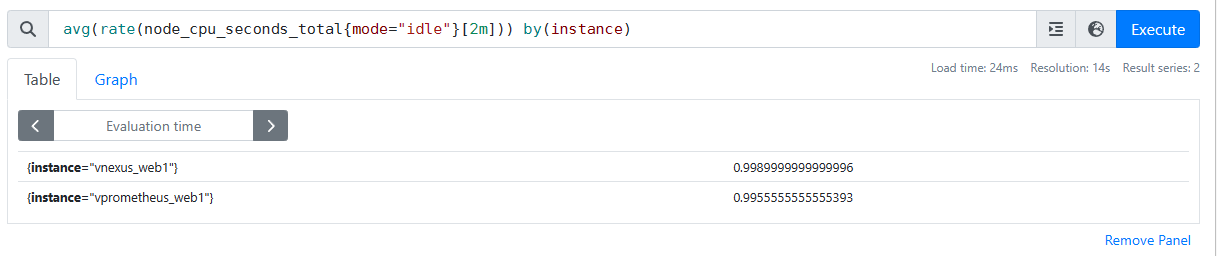 avg(rate(node_cpu_seconds_total{mode="idle"}[2m])) by(instance)
Execute
Table
Graph
Load time: 24ms Resolution: 14s Result series: 2
Evaluation time
{instance="vnexus_web1"} 0.9989999999999996
{instance="vprometheus_web1"} 0.9955555555555393
Remove Panel